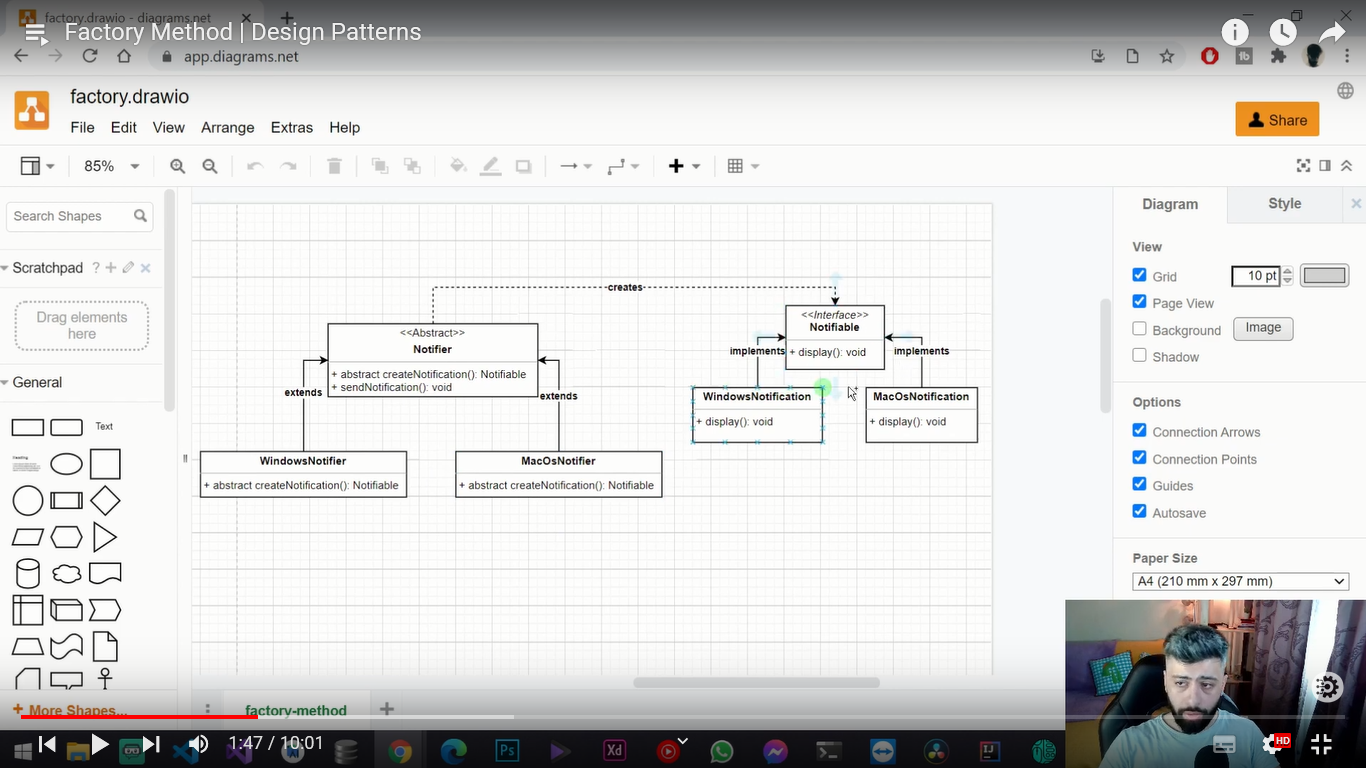 factory.drawio - diagrams.net
Factory Method | Design Patterns
app.diagrams.net
factory.drawio
File Edit View Arrange Extras Help
Share
85%
Search Shapes
Scratchpad ?
Drag elements
here
General
Text
More Shapes...
creates
<<Abstract>>
Notifier
+ abstract createNotification(): Notifiable
+ sendNotification(): void
extends
extends
WindowsNotifier
+ abstract createNotification(): Notifiable
MacOsNotifier
+ abstract createNotification(): Notifiable
<<Interface>>
Notifiable
+ display(): void
implements
implements
WindowsNotification
+ display(): void
MacOsNotification
+ display(): void
Diagram Style
View
Grid 10 pt
Page View
Background Image
Shadow
Options
Connection Arrows
Connection Points
Guides
Autosave
Paper Size
A4 (210 mm x 297 mm)
factory-method
1:47 / 10:01
Ps
Xd
HD